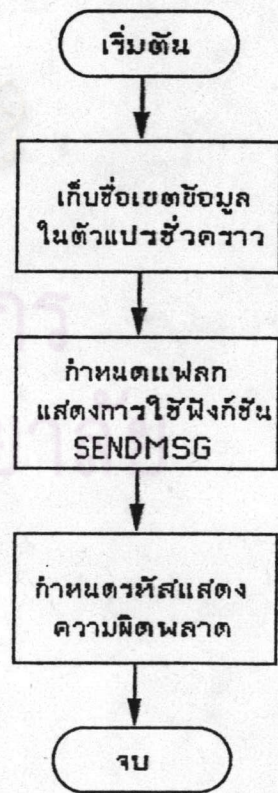 เริ่มต้น
เก็บชื่อเขตข้อมูล
ในตัวแปรชั่วคราว
กำหนดแฟลก
แสดงการใช้ฟังก์ชัน
SENDMSG
กำหนดรหัสแสดง
ความผิดพลาด
จบ